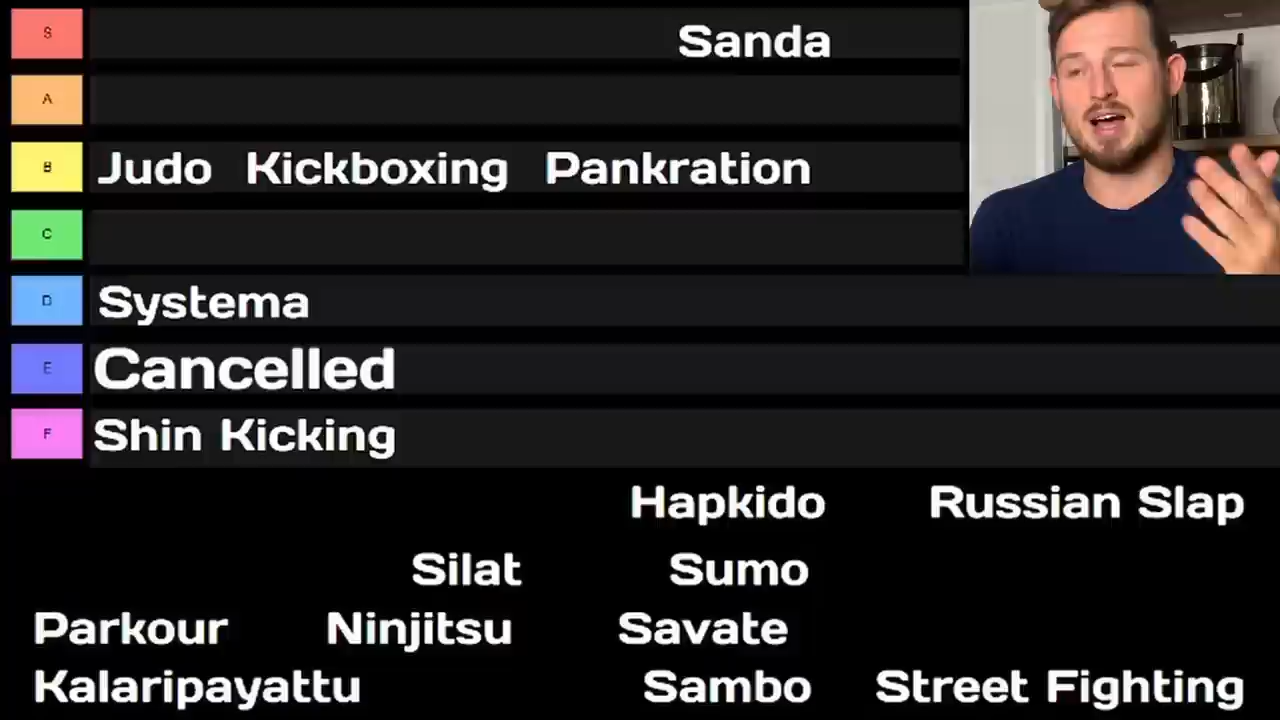 S Sanda
A
B Judo Kickboxing Pankration
C
D Systema
E Cancelled
F Shin Kicking
Hapkido Russian Slap
Silat Sumo
Parkour Ninjitsu Savate
Kalaripayattu Sambo Street Fighting